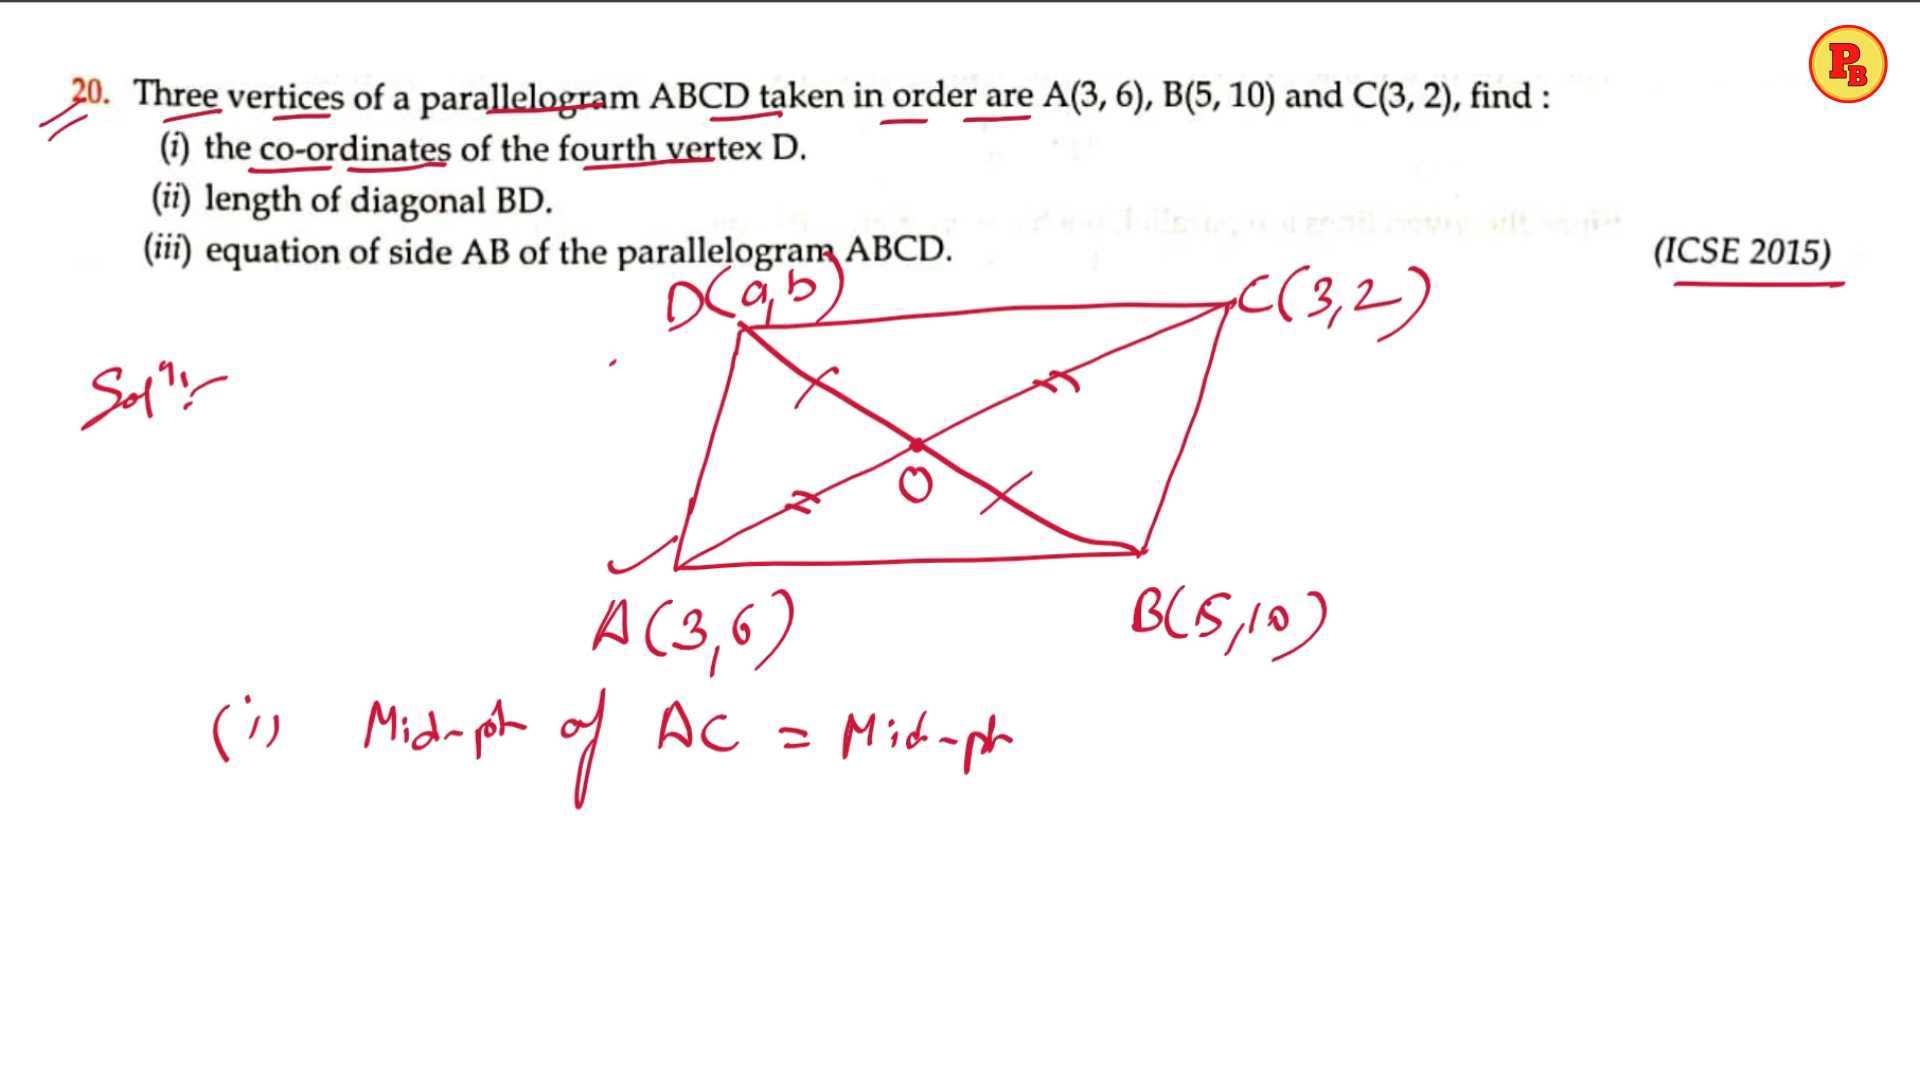 PB
20. Three vertices of a parallelogram ABCD taken in order are A(3, 6), B(5, 10) and C(3, 2), find :
(i) the co-ordinates of the fourth vertex D.
(ii) length of diagonal BD.
(iii) equation of side AB of the parallelogram ABCD.
(ICSE 2015)
D(a,b)
C(3,2)
Solⁿ:-
O
A(3,6)
B(5,10)
(i) Mid-pt of AC = Mid-pt